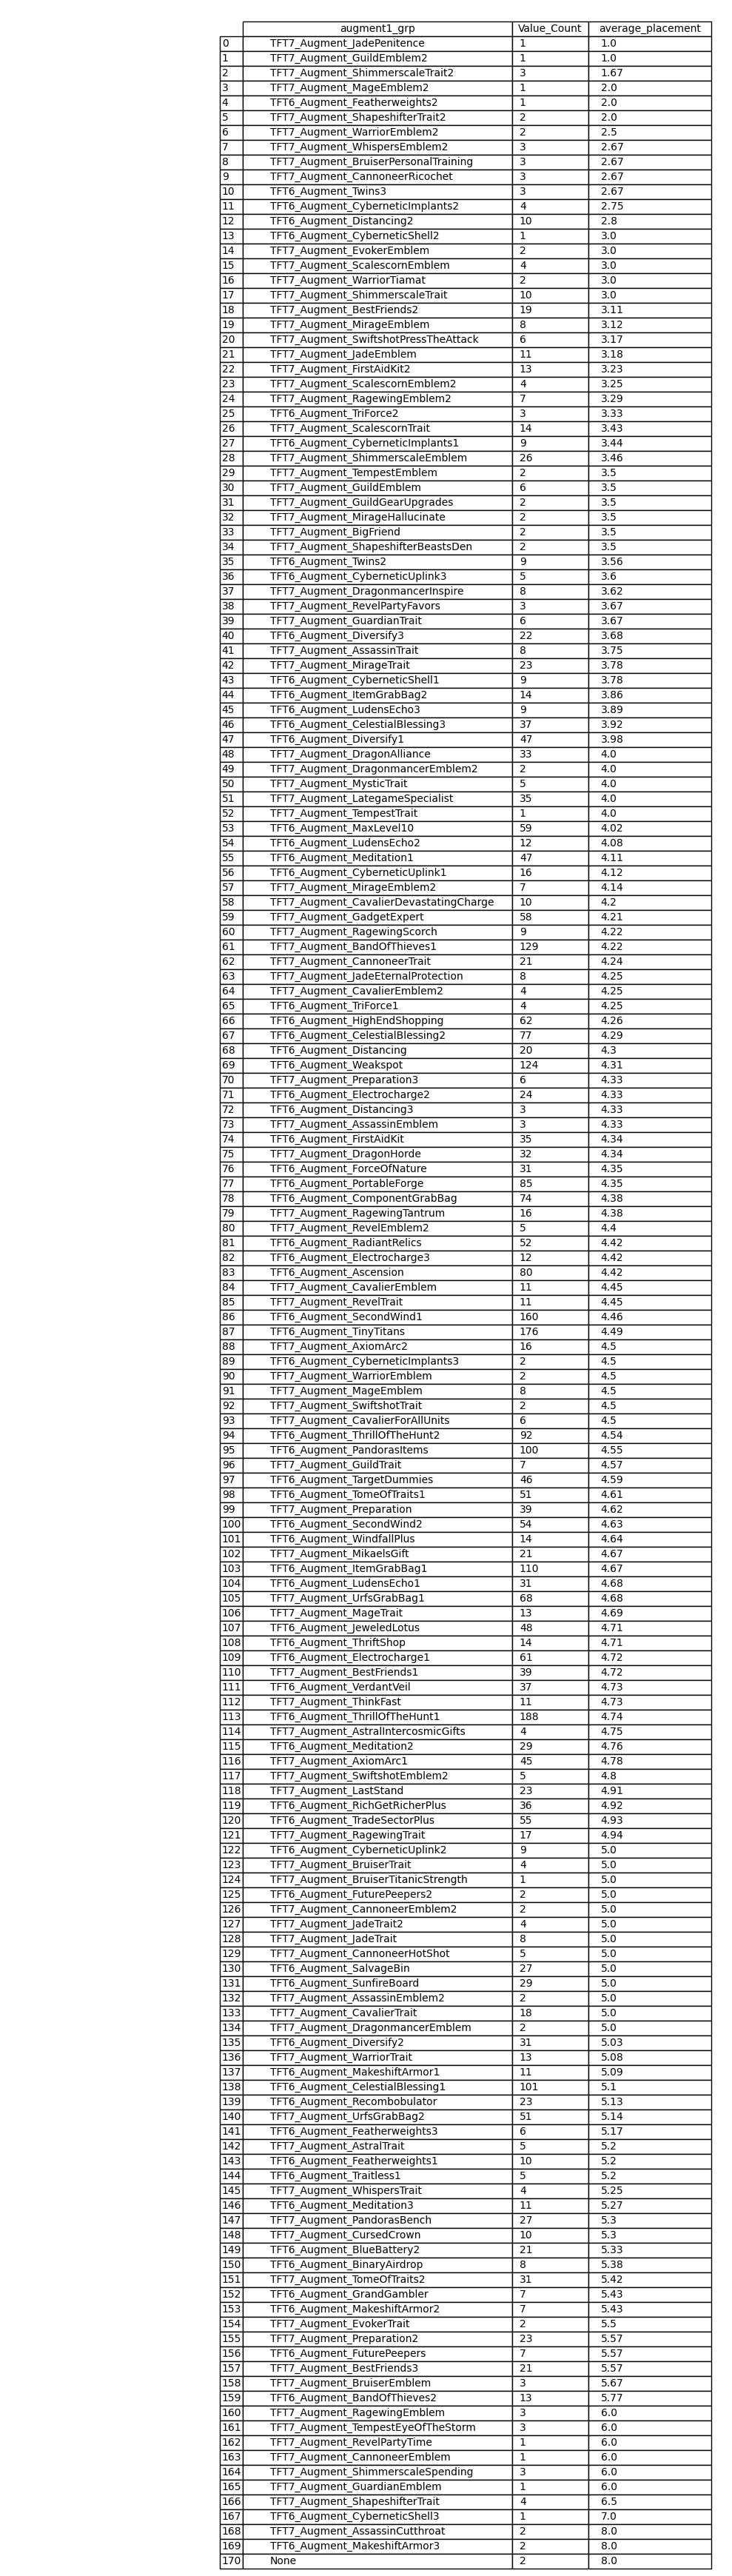 augment1_grp Value_Count average_placement
0 TFT7_Augment_JadePenitence 1 1.0
1 TFT7_Augment_GuildEmblem2 1 1.0
2 TFT7_Augment_ShimmerscaleTrait2 3 1.67
3 TFT7_Augment_MageEmblem2 1 2.0
4 TFT6_Augment_Featherweights2 1 2.0
5 TFT7_Augment_ShapeshifterTrait2 2 2.0
6 TFT7_Augment_WarriorEmblem2 2 2.5
7 TFT7_Augment_WhispersEmblem2 3 2.67
8 TFT7_Augment_BruiserPersonalTraining 3 2.67
9 TFT7_Augment_CannoneerRicochet 3 2.67
10 TFT6_Augment_Twins3 3 2.67
11 TFT6_Augment_CyberneticImplants2 4 2.75
12 TFT6_Augment_Distancing2 10 2.8
13 TFT6_Augment_CyberneticShell2 1 3.0
14 TFT7_Augment_EvokerEmblem 2 3.0
15 TFT7_Augment_ScalescornEmblem 4 3.0
16 TFT7_Augment_WarriorTiamat 2 3.0
17 TFT7_Augment_ShimmerscaleTrait 10 3.0
18 TFT7_Augment_BestFriends2 19 3.11
19 TFT7_Augment_MirageEmblem 8 3.12
20 TFT7_Augment_SwiftshotPressTheAttack 6 3.17
21 TFT7_Augment_JadeEmblem 11 3.18
22 TFT7_Augment_FirstAidKit2 13 3.23
23 TFT7_Augment_ScalescornEmblem2 4 3.25
24 TFT7_Augment_RagewingEmblem2 7 3.29
25 TFT6_Augment_TriForce2 3 3.33
26 TFT7_Augment_ScalescornTrait 14 3.43
27 TFT6_Augment_CyberneticImplants1 9 3.44
28 TFT7_Augment_ShimmerscaleEmblem 26 3.46
29 TFT7_Augment_TempestEmblem 2 3.5
30 TFT7_Augment_GuildEmblem 6 3.5
31 TFT7_Augment_GuildGearUpgrades 2 3.5
32 TFT7_Augment_MirageHallucinate 2 3.5
33 TFT7_Augment_BigFriend 2 3.5
34 TFT7_Augment_ShapeshifterBeastsDen 2 3.5
35 TFT6_Augment_Twins2 9 3.56
36 TFT6_Augment_CyberneticUplink3 5 3.6
37 TFT7_Augment_DragonmancerInspire 8 3.62
38 TFT7_Augment_RevelPartyFavors 3 3.67
39 TFT7_Augment_GuardianTrait 6 3.67
40 TFT6_Augment_Diversify3 22 3.68
41 TFT7_Augment_AssassinTrait 8 3.75
42 TFT7_Augment_MirageTrait 23 3.78
43 TFT6_Augment_CyberneticShell1 9 3.78
44 TFT6_Augment_ItemGrabBag2 14 3.86
45 TFT6_Augment_LudensEcho3 9 3.89
46 TFT6_Augment_CelestialBlessing3 37 3.92
47 TFT6_Augment_Diversify1 47 3.98
48 TFT7_Augment_DragonAlliance 33 4.0
49 TFT7_Augment_DragonmancerEmblem2 2 4.0
50 TFT7_Augment_MysticTrait 5 4.0
51 TFT7_Augment_LategameSpecialist 35 4.0
52 TFT7_Augment_TempestTrait 1 4.0
53 TFT6_Augment_MaxLevel10 59 4.02
54 TFT6_Augment_LudensEcho2 12 4.08
55 TFT6_Augment_Meditation1 47 4.11
56 TFT6_Augment_CyberneticUplink1 16 4.12
57 TFT7_Augment_MirageEmblem2 7 4.14
58 TFT7_Augment_CavalierDevastatingCharge 10 4.2
59 TFT7_Augment_GadgetExpert 58 4.21
60 TFT7_Augment_RagewingScorch 9 4.22
61 TFT7_Augment_BandOfThieves1 129 4.22
62 TFT7_Augment_CannoneerTrait 21 4.24
63 TFT7_Augment_JadeEternalProtection 8 4.25
64 TFT7_Augment_CavalierEmblem2 4 4.25
65 TFT6_Augment_TriForce1 4 4.25
66 TFT6_Augment_HighEndShopping 62 4.26
67 TFT6_Augment_CelestialBlessing2 77 4.29
68 TFT6_Augment_Distancing 20 4.3
69 TFT6_Augment_Weakspot 124 4.31
70 TFT7_Augment_Preparation3 6 4.33
71 TFT6_Augment_Electrocharge2 24 4.33
72 TFT6_Augment_Distancing3 3 4.33
73 TFT7_Augment_AssassinEmblem 3 4.33
74 TFT6_Augment_FirstAidKit 35 4.34
75 TFT7_Augment_DragonHorde 32 4.34
76 TFT6_Augment_ForceOfNature 31 4.35
77 TFT6_Augment_PortableForge 85 4.35
78 TFT6_Augment_ComponentGrabBag 74 4.38
79 TFT7_Augment_RagewingTantrum 16 4.38
80 TFT7_Augment_RevelEmblem2 5 4.4
81 TFT6_Augment_RadiantRelics 52 4.42
82 TFT6_Augment_Electrocharge3 12 4.42
83 TFT6_Augment_Ascension 80 4.42
84 TFT7_Augment_CavalierEmblem 11 4.45
85 TFT7_Augment_RevelTrait 11 4.45
86 TFT6_Augment_SecondWind1 160 4.46
87 TFT6_Augment_TinyTitans 176 4.49
88 TFT7_Augment_AxiomArc2 16 4.5
89 TFT6_Augment_CyberneticImplants3 2 4.5
90 TFT7_Augment_WarriorEmblem 2 4.5
91 TFT7_Augment_MageEmblem 8 4.5
92 TFT7_Augment_SwiftshotTrait 2 4.5
93 TFT7_Augment_CavalierForAllUnits 6 4.5
94 TFT6_Augment_ThrillOfTheHunt2 92 4.54
95 TFT6_Augment_PandorasItems 100 4.55
96 TFT7_Augment_GuildTrait 7 4.57
97 TFT6_Augment_TargetDummies 46 4.59
98 TFT6_Augment_TomeOfTraits1 51 4.61
99 TFT7_Augment_Preparation 39 4.62
100 TFT6_Augment_SecondWind2 54 4.63
101 TFT6_Augment_WindfallPlus 14 4.64
102 TFT7_Augment_MikaelsGift 21 4.67
103 TFT6_Augment_ItemGrabBag1 110 4.67
104 TFT6_Augment_LudensEcho1 31 4.68
105 TFT7_Augment_UrfsGrabBag1 68 4.68
106 TFT7_Augment_MageTrait 13 4.69
107 TFT6_Augment_JeweledLotus 48 4.71
108 TFT6_Augment_ThriftShop 14 4.71
109 TFT6_Augment_Electrocharge1 61 4.72
110 TFT7_Augment_BestFriends1 39 4.72
111 TFT6_Augment_VerdantVeil 37 4.73
112 TFT7_Augment_ThinkFast 11 4.73
113 TFT6_Augment_ThrillOfTheHunt1 188 4.74
114 TFT7_Augment_AstralIntercosmicGifts 4 4.75
115 TFT6_Augment_Meditation2 29 4.76
116 TFT7_Augment_AxiomArc1 45 4.78
117 TFT7_Augment_SwiftshotEmblem2 5 4.8
118 TFT7_Augment_LastStand 23 4.91
119 TFT6_Augment_RichGetRicherPlus 36 4.92
120 TFT6_Augment_TradeSectorPlus 55 4.93
121 TFT7_Augment_RagewingTrait 17 4.94
122 TFT6_Augment_CyberneticUplink2 9 5.0
123 TFT7_Augment_BruiserTrait 4 5.0
124 TFT7_Augment_BruiserTitanicStrength 1 5.0
125 TFT6_Augment_FuturePeepers2 2 5.0
126 TFT7_Augment_CannoneerEmblem2 2 5.0
127 TFT7_Augment_JadeTrait2 4 5.0
128 TFT7_Augment_JadeTrait 8 5.0
129 TFT7_Augment_CannoneerHotShot 5 5.0
130 TFT6_Augment_SalvageBin 27 5.0
131 TFT6_Augment_SunfireBoard 29 5.0
132 TFT7_Augment_AssassinEmblem2 2 5.0
133 TFT7_Augment_CavalierTrait 18 5.0
134 TFT7_Augment_DragonmancerEmblem 2 5.0
135 TFT6_Augment_Diversify2 31 5.03
136 TFT7_Augment_WarriorTrait 13 5.08
137 TFT6_Augment_MakeshiftArmor1 11 5.09
138 TFT6_Augment_CelestialBlessing1 101 5.1
139 TFT6_Augment_Recombobulator 23 5.13
140 TFT7_Augment_UrfsGrabBag2 51 5.14
141 TFT6_Augment_Featherweights3 6 5.17
142 TFT7_Augment_AstralTrait 5 5.2
143 TFT6_Augment_Featherweights1 10 5.2
144 TFT6_Augment_Traitless1 5 5.2
145 TFT7_Augment_WhispersTrait 4 5.25
146 TFT6_Augment_Meditation3 11 5.27
147 TFT7_Augment_PandorasBench 27 5.3
148 TFT7_Augment_CursedCrown 10 5.3
149 TFT6_Augment_BlueBattery2 21 5.33
150 TFT6_Augment_BinaryAirdrop 8 5.38
151 TFT7_Augment_TomeOfTraits2 31 5.42
152 TFT6_Augment_GrandGambler 7 5.43
153 TFT6_Augment_MakeshiftArmor2 7 5.43
154 TFT7_Augment_EvokerTrait 2 5.5
155 TFT7_Augment_Preparation2 23 5.57
156 TFT6_Augment_FuturePeepers 7 5.57
157 TFT7_Augment_BestFriends3 21 5.57
158 TFT7_Augment_BruiserEmblem 3 5.67
159 TFT6_Augment_BandOfThieves2 13 5.77
160 TFT7_Augment_RagewingEmblem 3 6.0
161 TFT7_Augment_TempestEyeOfTheStorm 3 6.0
162 TFT7_Augment_RevelPartyTime 1 6.0
163 TFT7_Augment_CannoneerEmblem 1 6.0
164 TFT7_Augment_ShimmerscaleSpending 3 6.0
165 TFT7_Augment_GuardianEmblem 1 6.0
166 TFT7_Augment_ShapeshifterTrait 4 6.5
167 TFT6_Augment_CyberneticShell3 1 7.0
168 TFT7_Augment_AssassinCutthroat 2 8.0
169 TFT6_Augment_MakeshiftArmor3 2 8.0
170 None 2 8.0